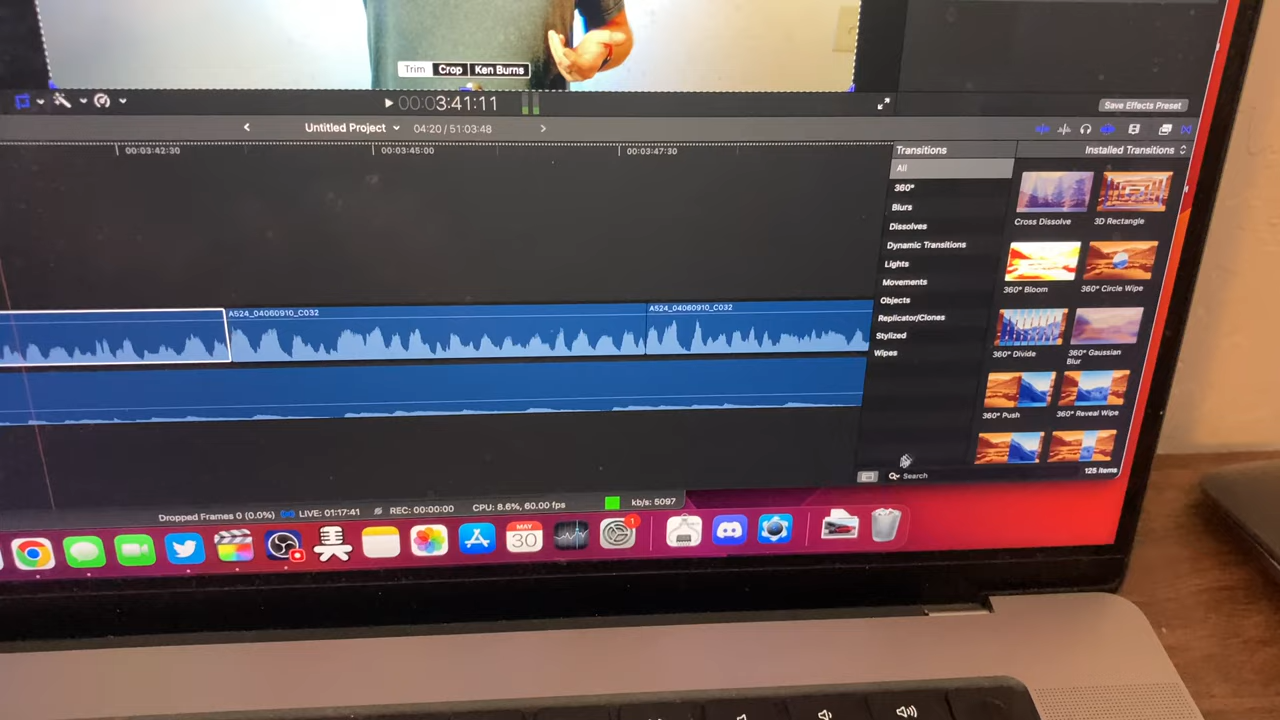 Trim Crop Ken Burns
00:03:41:11
Save Effects Preset
Untitled Project 04:20 / 51:03:48
00:03:42:30 00:03:45:00 00:03:47:30
Transitions Installed Transitions
All
360°
Blurs
Dissolves
Dynamic Transitions
Lights
Movements
Objects
Replicator/Clones
Stylized
Wipes
Cross Dissolve 3D Rectangle
360° Bloom 360° Circle Wipe
360° Divide 360° Gaussian
Blur
360° Push 360° Reveal Wipe
A524_04060910_C032 A524_04060910_C032
Search 125 items
Dropped Frames 0 (0.0%) LIVE: 01:17:41 REC: 00:00:00 CPU: 8.6%, 60.00 fps kb/s: 5097
MAY
30
1